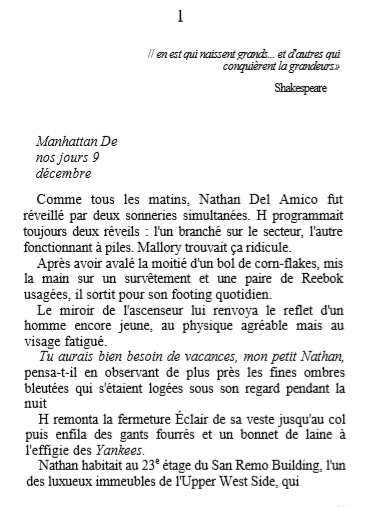 1
// en est qui naissent grands... et d'autres qui
conquièrent la grandeur.»
Shakespeare
Manhattan De
nos jours 9
décembre
Comme tous les matins, Nathan Del Amico fut
réveillé par deux sonneries simultanées. H programmait
toujours deux réveils : l'un branché sur le secteur, l'autre
fonctionnant à piles. Mallory trouvait ça ridicule.
Après avoir avalé la moitié d'un bol de corn-flakes, mis
la main sur un survêtement et une paire de Reebok
usagées, il sortit pour son footing quotidien.
Le miroir de l'ascenseur lui renvoya le reflet d'un
homme encore jeune, au physique agréable mais au
visage fatigué.
Tu aurais bien besoin de vacances, mon petit Nathan,
pensa-t-il en observant de plus près les fines ombres
bleutées qui s'étaient logées sous son regard pendant la
nuit
H remonta la fermeture Éclair de sa veste jusqu'au col
puis enfila des gants fourrés et un bonnet de laine à
l'effigie des Yankees.
Nathan habitait au 23e étage du San Remo Building, l'un
des luxueux immeubles de l'Upper West Side, qui